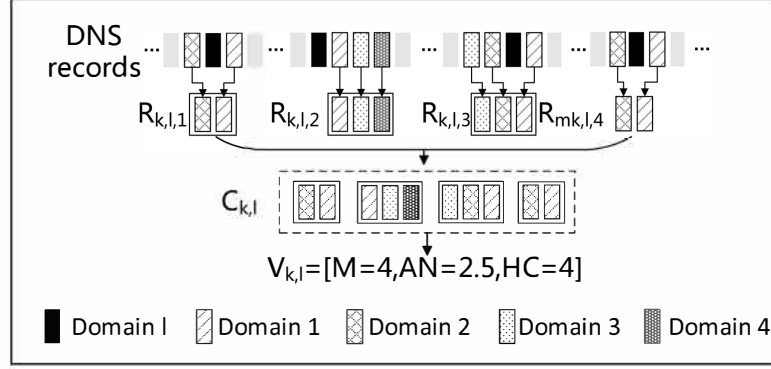 DNS records
R_{k,l,1} R_{k,l,2} R_{k,l,3} R_{mk,l,4}
C_{k,l}
V_{k,l}=[M=4,AN=2.5,HC=4]
Domain l Domain 1 Domain 2 Domain 3 Domain 4